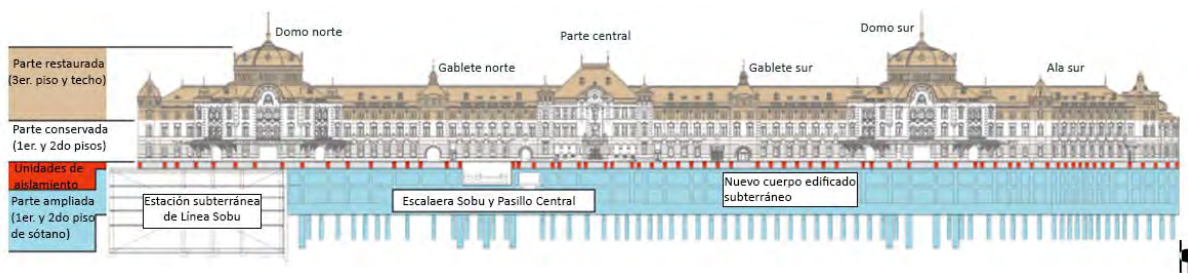 Domo norte
Parte central
Domo sur
Parte restaurada
(3er. piso y techo)
Gablete norte
Gablete sur
Ala sur
Parte conservada
(1er. y 2do pisos)
Unidades de
aislamiento
Parte ampliada
(1er. y 2do piso
de sótano)
Estación subterránea
de Línea Sobu
Escalaera Sobu y Pasillo Central
Nuevo cuerpo edificado
subterráneo